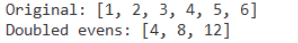 Original: [1, 2, 3, 4, 5, 6]
Doubled evens: [4, 8, 12]